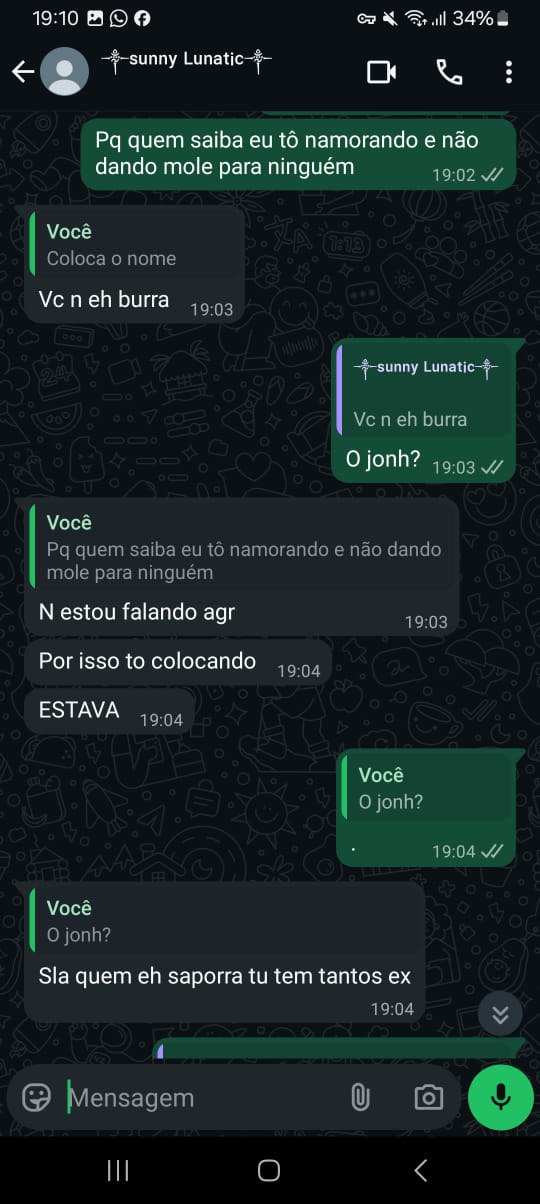 19:10
34%
sunny Lunatic
Pq quem saiba eu tô namorando e não
dando mole para ninguém
19:02
Você
Coloca o nome
Vc n eh burra
19:03
sunny Lunatic
Vc n eh burra
O jonh?
19:03
Você
Pq quem saiba eu tô namorando e não dando
mole para ninguém
N estou falando agr
19:03
Por isso to colocando
19:04
ESTAVA
19:04
Você
O jonh?
.
19:04
Você
O jonh?
Sla quem eh saporra tu tem tantos ex
19:04
Mensagem